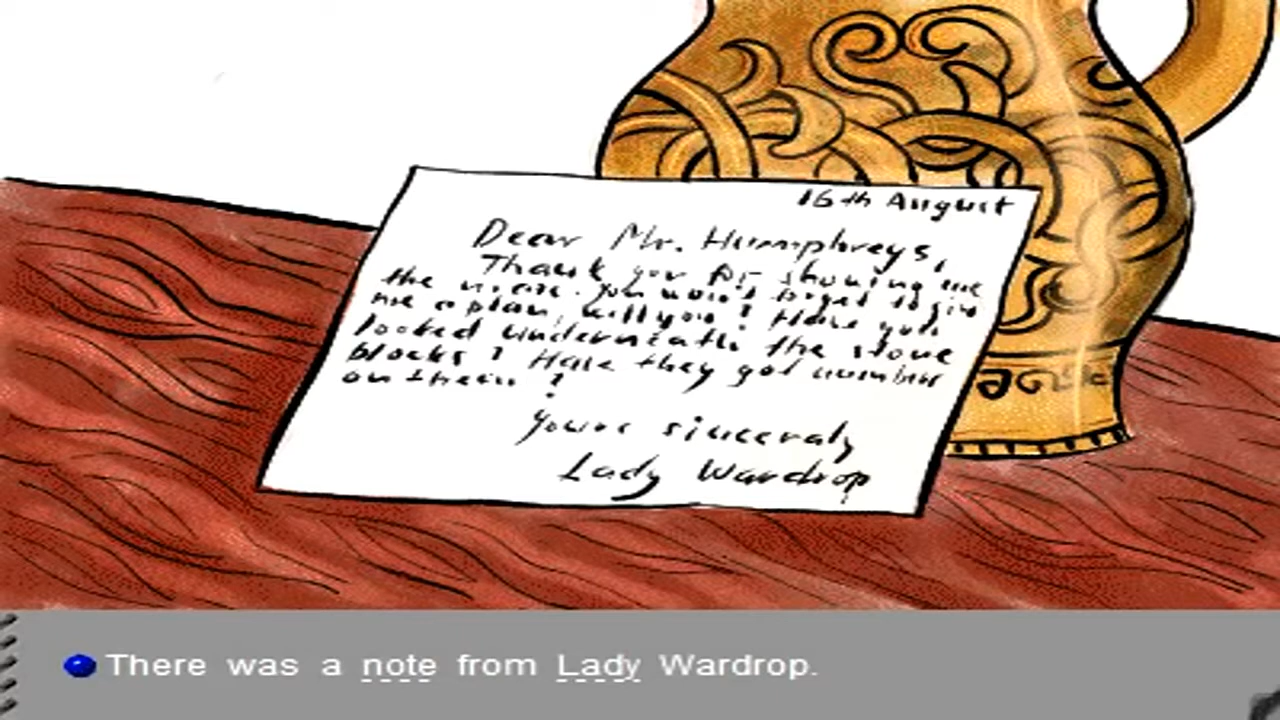 16th August
Dear Mr. Humphreys,
Thank you for showing me
the maze. You won't forget to give
me a plan, will you? Have you
looked underneath the stone
blocks? Have they got number
on them?
Yours sincerely
Lady Wardrop
There was a note from Lady Wardrop.